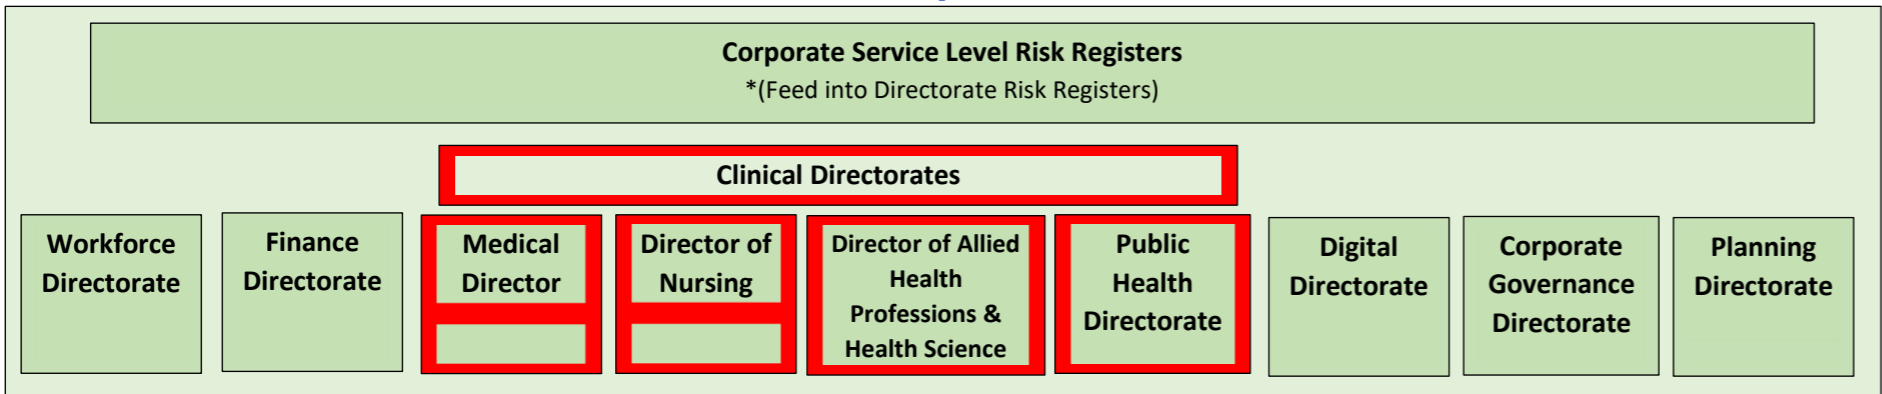 Corporate Service Level Risk Registers
*(Feed into Directorate Risk Registers)
Clinical Directorates
Workforce
Directorate
Finance
Directorate
Medical
Director
Director of
Nursing
Director of Allied
Health
Professions &
Health Science
Public
Health
Directorate
Digital
Directorate
Corporate
Governance
Directorate
Planning
Directorate